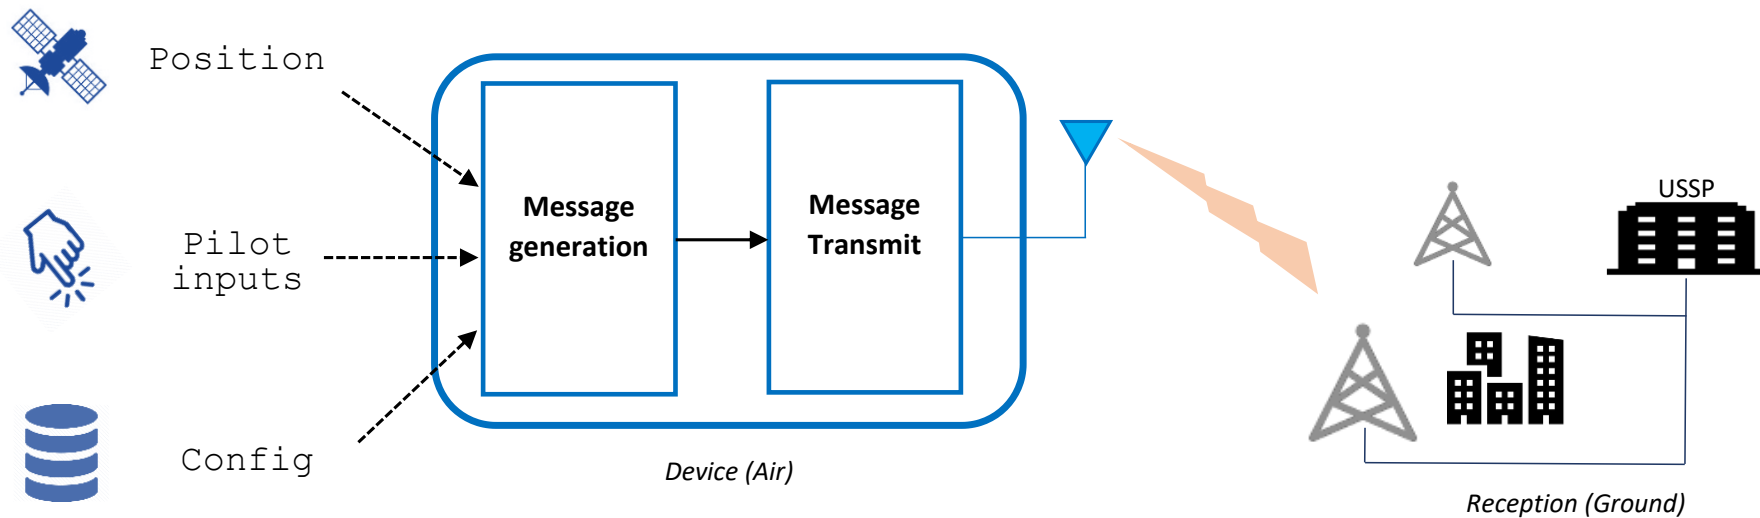 Position
Pilot
inputs
Config
Message
generation
Message
Transmit
Device (Air)
USSP
Reception (Ground)